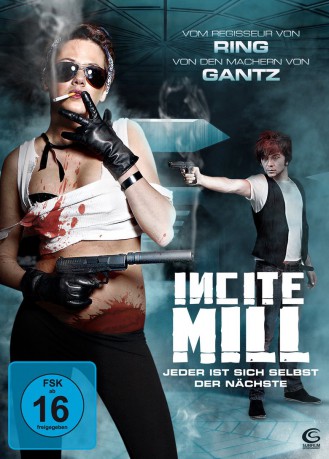 VOM REGISSEUR VON
RING
VON DEN MACHERN VON
GANTZ
INCITE
MILL
JEDER IST SICH SELBST
DER NÄCHSTE
FSK
ab
16
freigegeben
SUNFILM